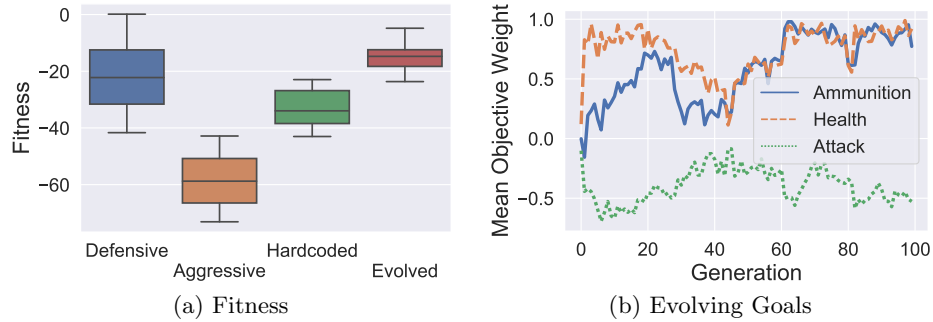 0
−20
−40
−60
Fitness
Defensive
Aggressive
Hardcoded
Evolved
(a) Fitness
1.0
0.5
0.0
−0.5
Mean Objective Weight
Ammunition
Health
Attack
0 20 40 60 80 100
Generation
(b) Evolving Goals